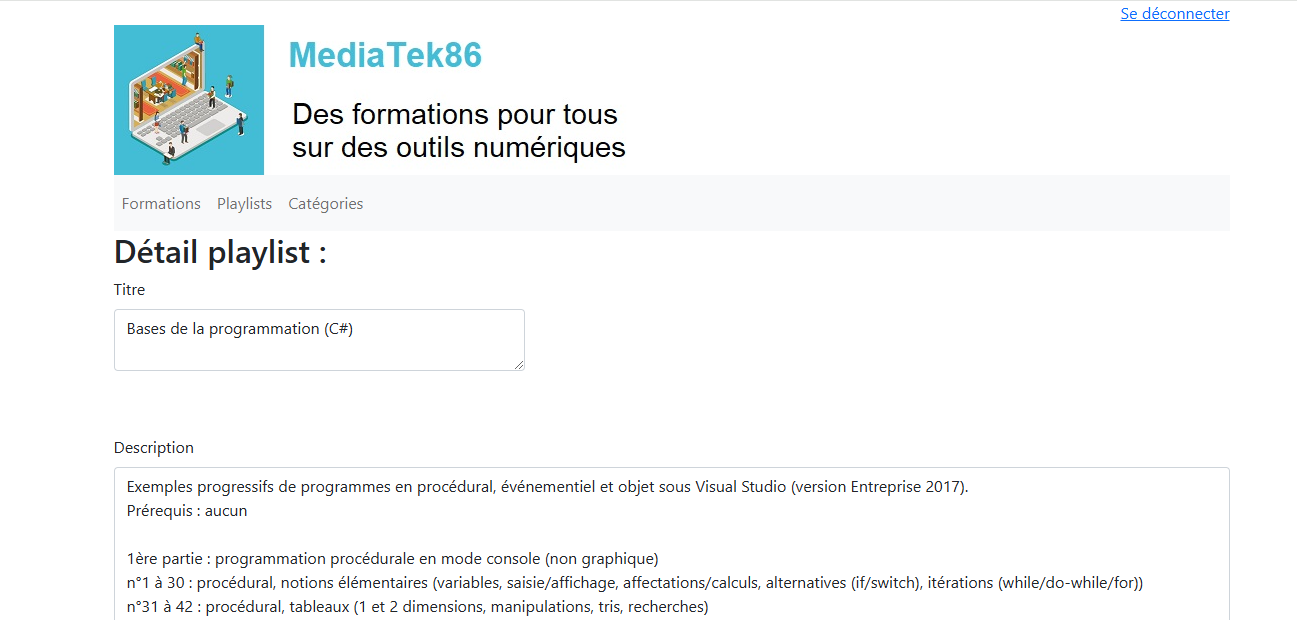 Se déconnecter
MediaTek86
Des formations pour tous
sur des outils numériques
Formations Playlists Catégories
Détail playlist :
Titre
Bases de la programmation (C#)
Description
Exemples progressifs de programmes en procédural, événementiel et objet sous Visual Studio (version Entreprise 2017).
Prérequis : aucun
1ère partie : programmation procédurale en mode console (non graphique)
n°1 à 30 : procédural, notions élémentaires (variables, saisie/affichage, affectations/calculs, alternatives (if/switch), itérations (while/do-while/for))
n°31 à 42 : procédural, tableaux (1 et 2 dimensions, manipulations, tris, recherches)